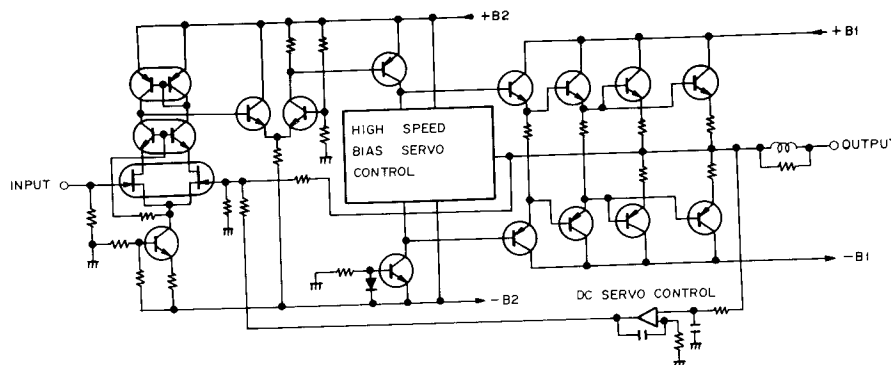 +B2
+B1
HIGH SPEED
BIAS SERVO
CONTROL
INPUT
OUTPUT
-B1
-B2
DC SERVO CONTROL